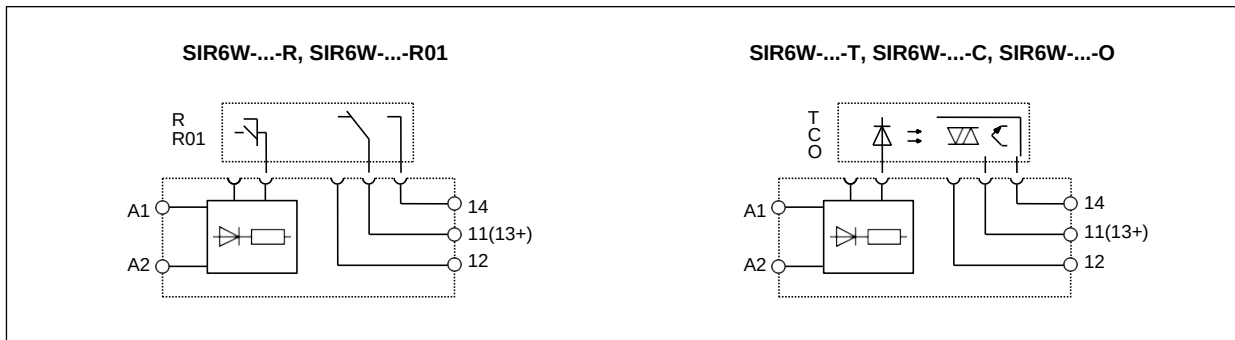 SIR6W-...-R, SIR6W-...-R01
R
R01
A1
A2
14
11(13+)
12
SIR6W-...-T, SIR6W-...-C, SIR6W-...-O
T
C
O
A1
A2
14
11(13+)
12